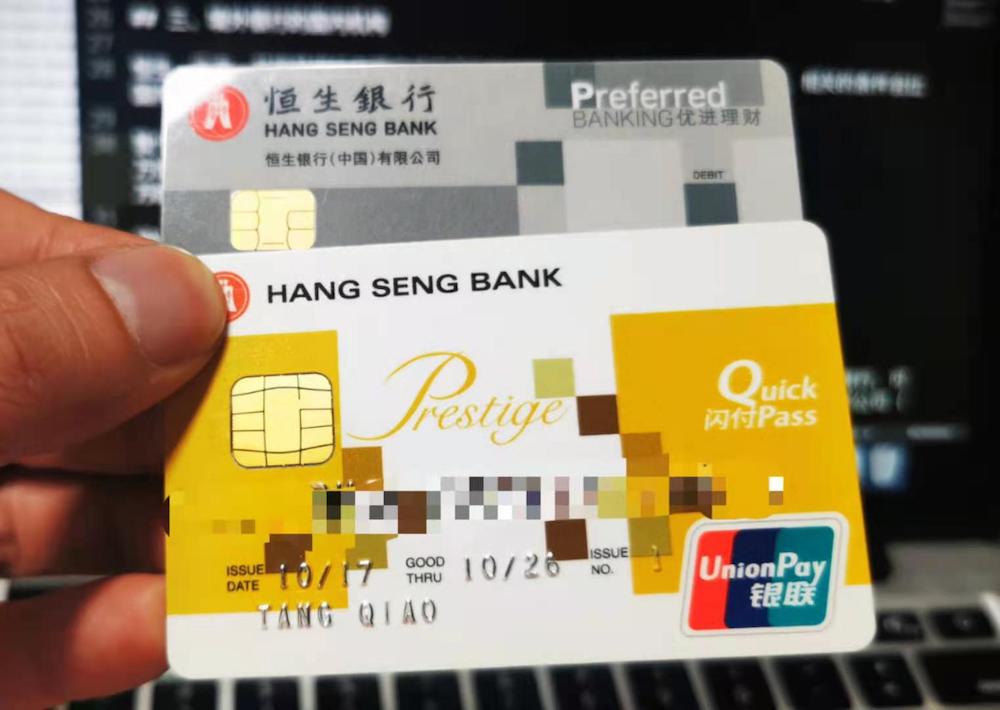 恒生銀行
HANG SENG BANK
恒生银行(中国)有限公司
Preferred
BANKING优进理财
DEBIT
HANG SENG BANK
Prestige
Quick
闪付Pass
ISSUE DATE 10/17 GOOD THRU 10/26 ISSUE NO. 1
TANG QIAO
UnionPay
银联